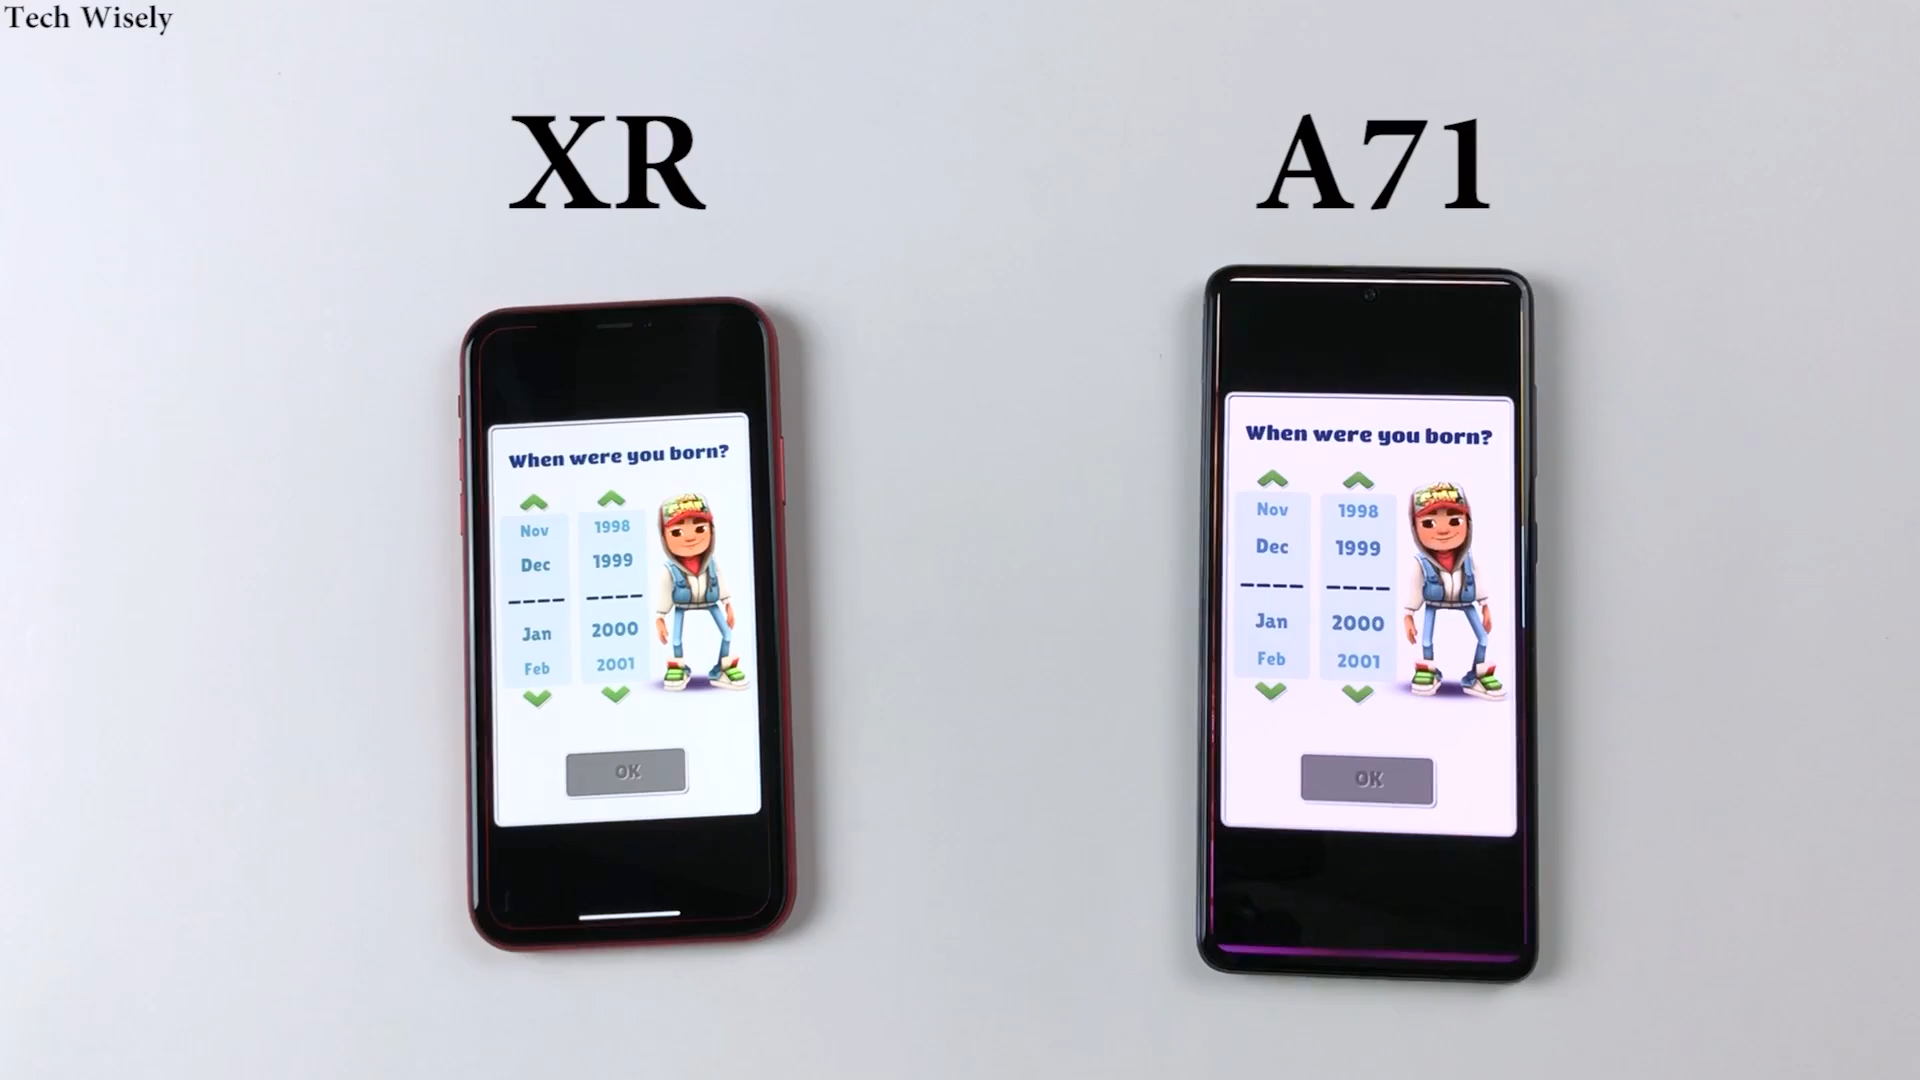 Tech Wisely
XR
A71
When were you born?
Nov 1998
Dec 1999
---- ----
Jan 2000
Feb 2001
OK
When were you born?
Nov 1998
Dec 1999
---- ----
Jan 2000
Feb 2001
OK